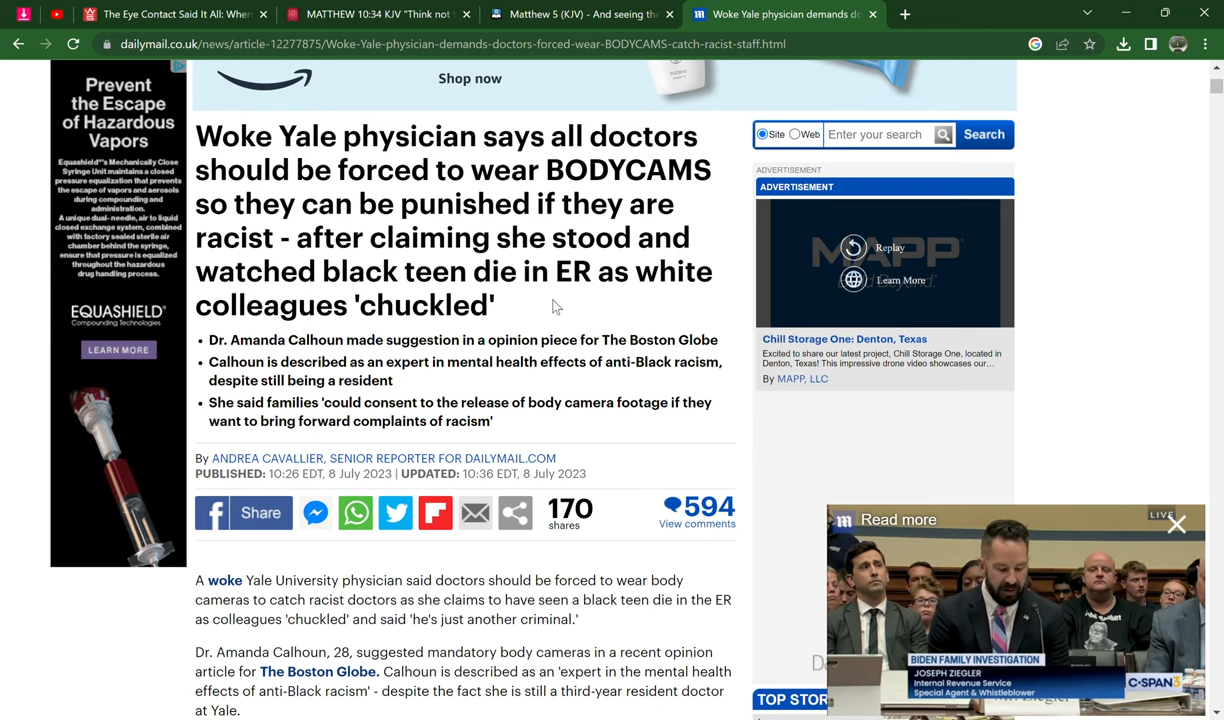 The Eye Contact Said It All: When
MATTHEW 10:34 KJV "Think not
Matthew 5 (KJV) - And seeing the
Woke Yale physician demands do
dailymail.co.uk/news/article-12277875/Woke-Yale-physician-demands-doctors-forced-wear-BODYCAMS-catch-racist-staff.html
Prevent
the Escape
of Hazardous
Vapors
Equashield's Mechanically Close
Syringe Unit maintains a closed
pressure equalization that prevents
the escape of vapors and aerosols
during compounding and
administration.
A unique dual- needle, air to liquid
closed exchange system, combined
with factory sealed sterile air
chamber behind the syringe,
ensure that pressure is equalized
throughout the hazardous
drug handling process.
EQUASHIELD®
Compounding Technologies
LEARN MORE
Shop now
Woke Yale physician says all doctors
should be forced to wear BODYCAMS
so they can be punished if they are
racist - after claiming she stood and
watched black teen die in ER as white
colleagues 'chuckled'
• Dr. Amanda Calhoun made suggestion in a opinion piece for The Boston Globe
• Calhoun is described as an expert in mental health effects of anti-Black racism,
despite still being a resident
• She said families 'could consent to the release of body camera footage if they
want to bring forward complaints of racism'
By ANDREA CAVALLIER, SENIOR REPORTER FOR DAILYMAIL.COM
PUBLISHED: 10:26 EDT, 8 July 2023 | UPDATED: 10:36 EDT, 8 July 2023
Share
170
shares
594
View comments
A woke Yale University physician said doctors should be forced to wear body
cameras to catch racist doctors as she claims to have seen a black teen die in the ER
as colleagues 'chuckled' and said 'he's just another criminal.'
Dr. Amanda Calhoun, 28, suggested mandatory body cameras in a recent opinion
article for The Boston Globe. Calhoun is described as an 'expert in the mental health
effects of anti-Black racism' - despite the fact she is still a third-year resident doctor
at Yale.
Site Web Enter your search Search
ADVERTISEMENT
ADVERTISEMENT
MAPP
Replay
Learn More
Chill Storage One: Denton, Texas
Excited to share our latest project, Chill Storage One, located in
Denton, Texas! This impressive drone video showcases our…
By MAPP, LLC
Read more
LIVE
BIDEN FAMILY INVESTIGATION
JOSEPH ZIEGLER
Internal Revenue Service
Special Agent & Whistleblower
C-SPAN3
TOP STOR